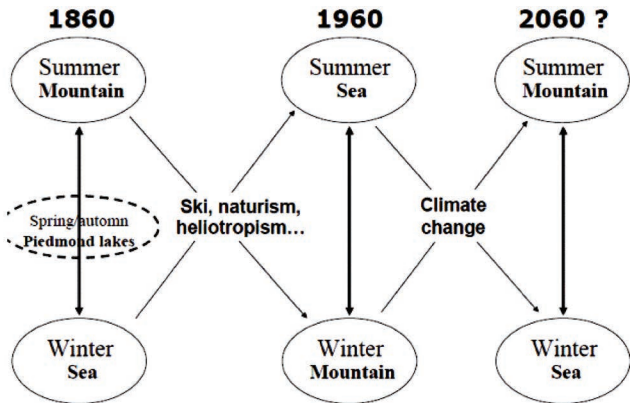 1860
1960
2060 ?
Summer
Mountain
Summer
Sea
Summer
Mountain
Spring/automn
Piedmond lakes
Ski, naturism,
heliotropism...
Climate
change
Winter
Sea
Winter
Mountain
Winter
Sea